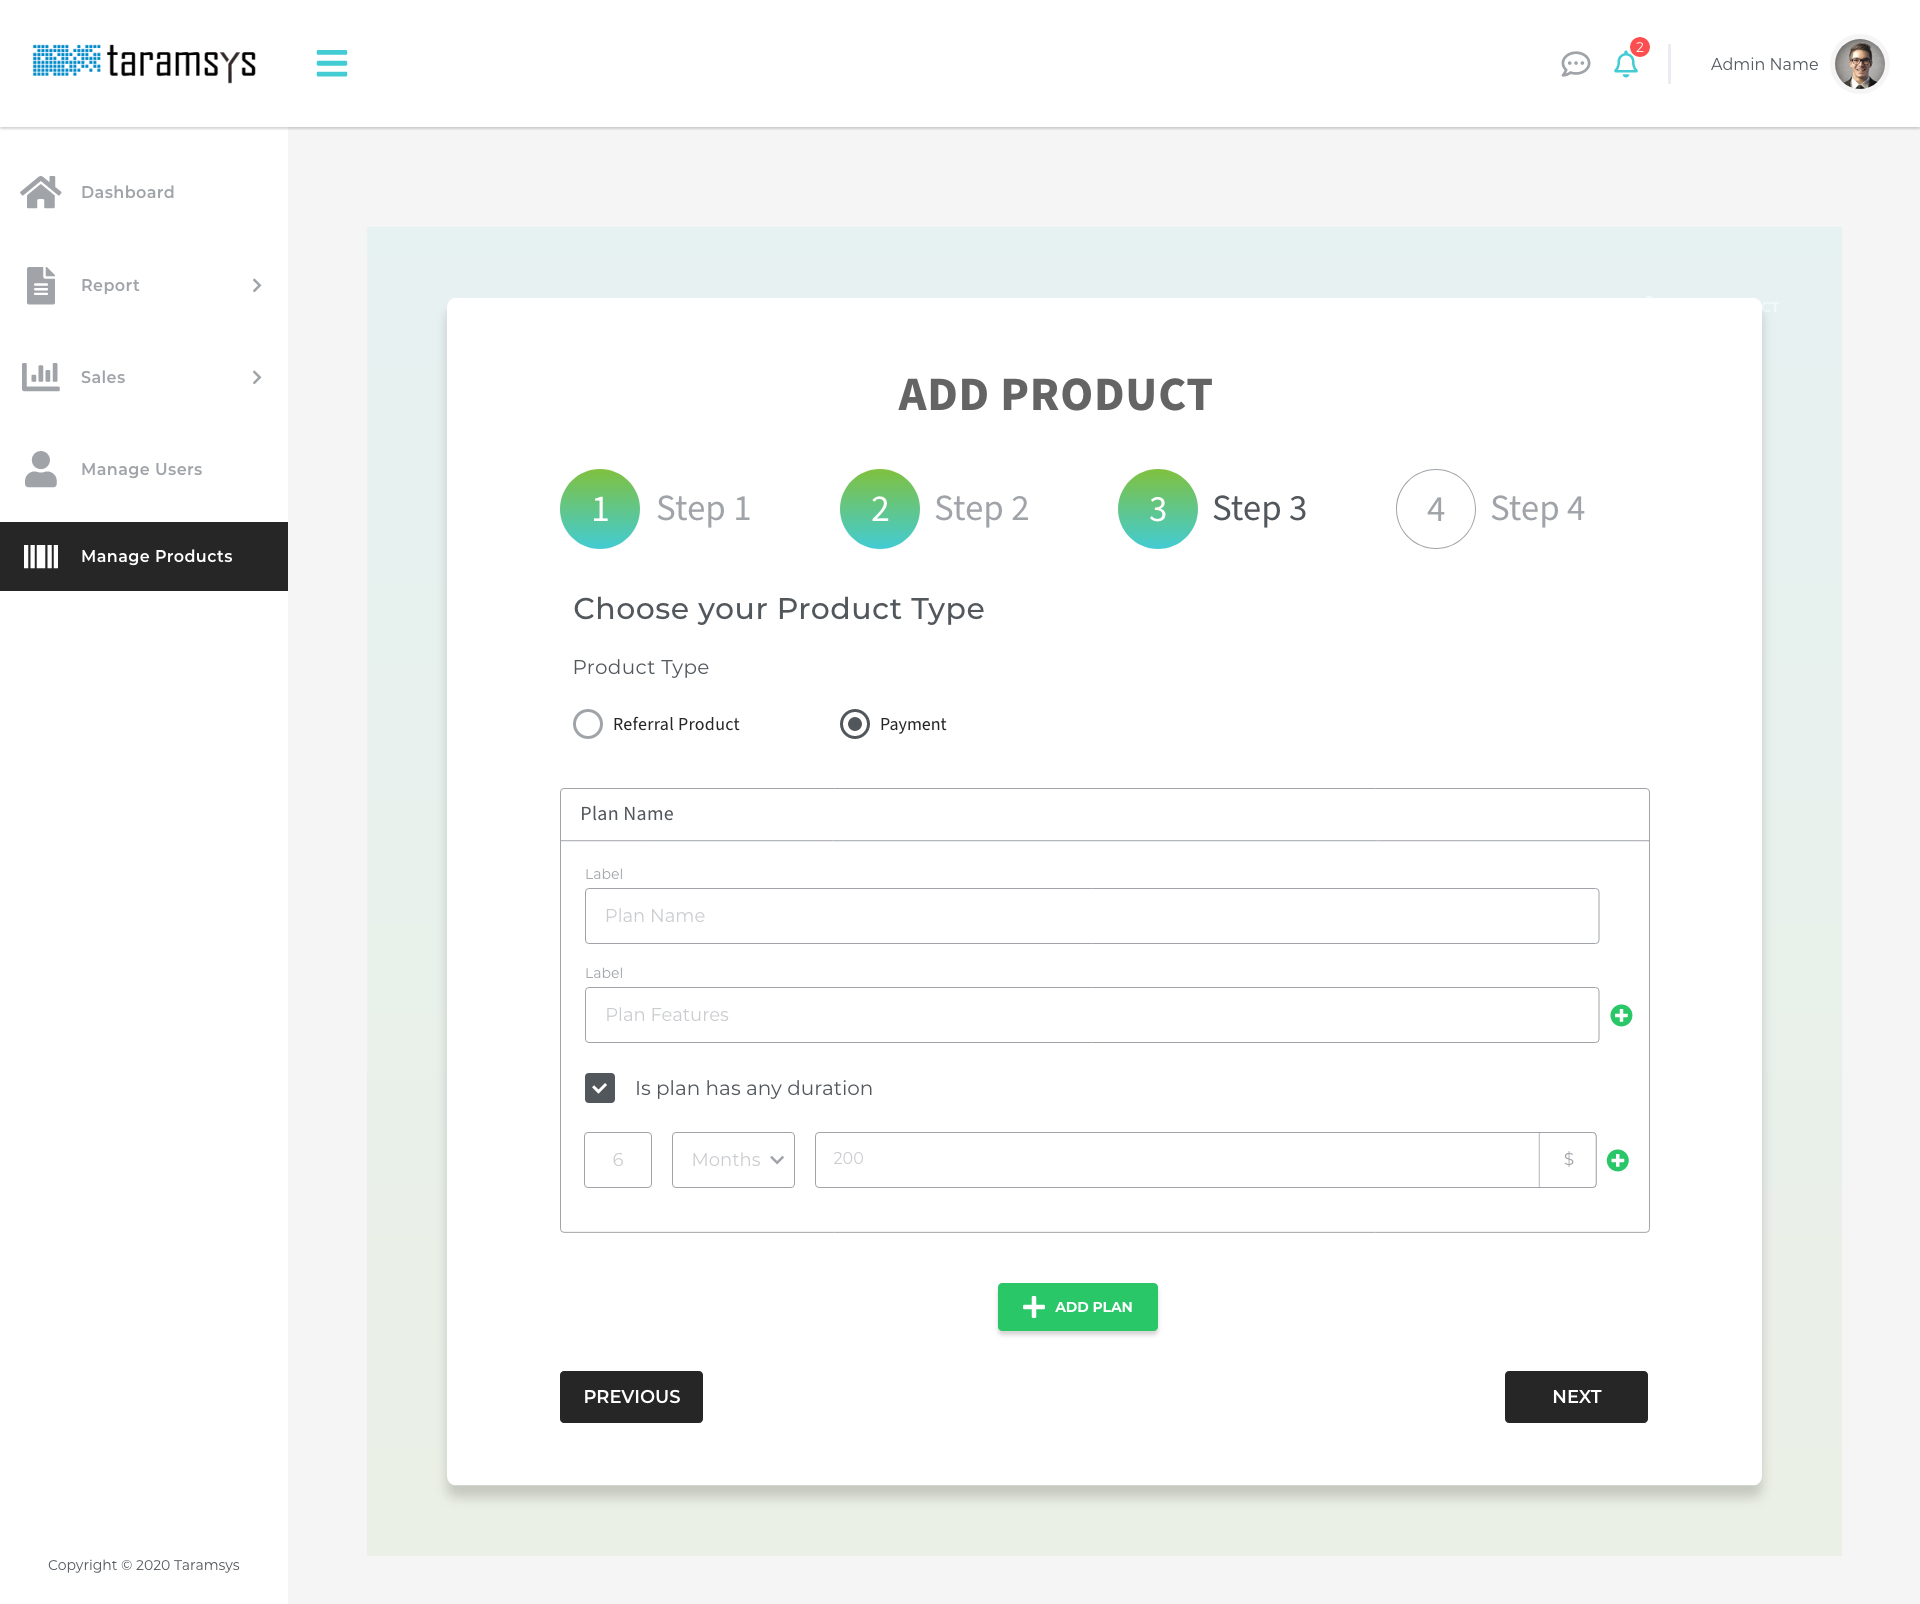 taramsys
2
Admin Name
Dashboard
Report
Sales
Manage Users
Manage Products
CT
ADD PRODUCT
1 Step 1 2 Step 2 3 Step 3 4 Step 4
Choose your Product Type
Product Type
Referral Product Payment
Plan Name
Label
Plan Name
Label
Plan Features
Is plan has any duration
6 Months 200 $
ADD PLAN
PREVIOUS NEXT
Copyright © 2020 Taramsys